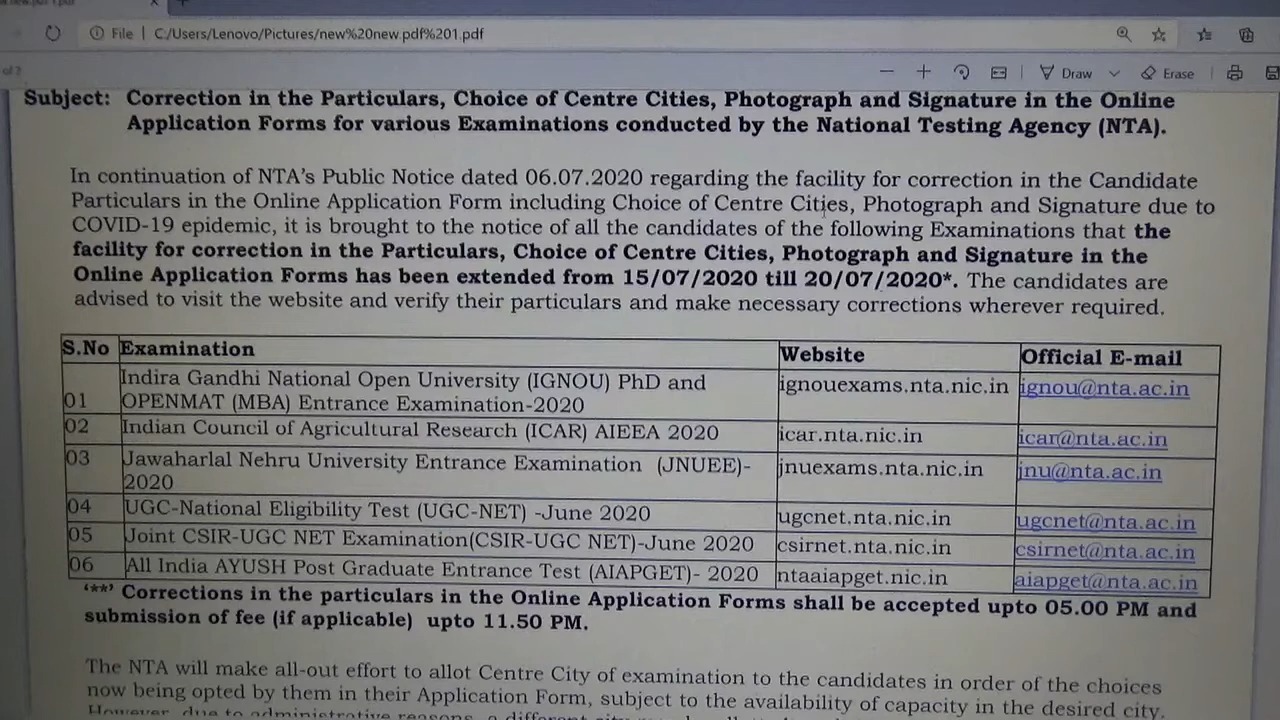 File | C:/Users/Lenovo/Pictures/new%20new.pdf%201.pdf
of 3
Draw Erase
Subject: Correction in the Particulars, Choice of Centre Cities, Photograph and Signature in the Online
Application Forms for various Examinations conducted by the National Testing Agency (NTA).
In continuation of NTA's Public Notice dated 06.07.2020 regarding the facility for correction in the Candidate
Particulars in the Online Application Form including Choice of Centre Cities, Photograph and Signature due to
COVID-19 epidemic, it is brought to the notice of all the candidates of the following Examinations that the
facility for correction in the Particulars, Choice of Centre Cities, Photograph and Signature in the
Online Application Forms has been extended from 15/07/2020 till 20/07/2020*. The candidates are
advised to visit the website and verify their particulars and make necessary corrections wherever required.
S.No Examination Website Official E-mail
Indira Gandhi National Open University (IGNOU) PhD and ignouexams.nta.nic.in ignou@nta.ac.in
01 OPENMAT (MBA) Entrance Examination-2020
02 Indian Council of Agricultural Research (ICAR) AIEEA 2020 icar.nta.nic.in icar@nta.ac.in
03 Jawaharlal Nehru University Entrance Examination (JNUEE)- jnuexams.nta.nic.in jnu@nta.ac.in
2020
04 UGC-National Eligibility Test (UGC-NET) -June 2020 ugcnet.nta.nic.in ugcnet@nta.ac.in
05 Joint CSIR-UGC NET Examination(CSIR-UGC NET)-June 2020 csirnet.nta.nic.in csirnet@nta.ac.in
06 All India AYUSH Post Graduate Entrance Test (AIAPGET)- 2020 ntaaiapget.nic.in aiapget@nta.ac.in
'**' Corrections in the particulars in the Online Application Forms shall be accepted upto 05.00 PM and
submission of fee (if applicable) upto 11.50 PM.
The NTA will make all-out effort to allot Centre City of examination to the candidates in order of the choices
now being opted by them in their Application Form, subject to the availability of capacity in the desired city.
However, due to administrative reasons, a different city